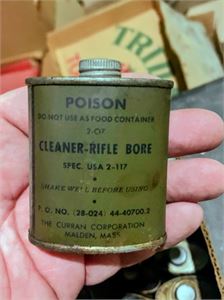 TRIP
POISON
DO NOT USE AS FOOD CONTAINER
2-OZ
CLEANER-RIFLE BORE
SPEC. USA 2-117
SHAKE WELL BEFORE USING
P. O. NO. (28-024) 44-40700.2
THE CURRAN CORPORATION
MALDEN, MASS.